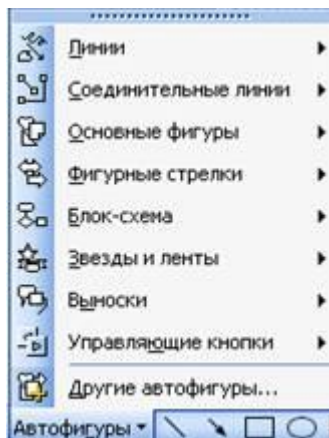 Линии
Соединительные линии
Основные фигуры
Фигурные стрелки
Блок-схема
Звезды и ленты
Выноски
Управляющие кнопки
Другие автофигуры...
Автофигуры